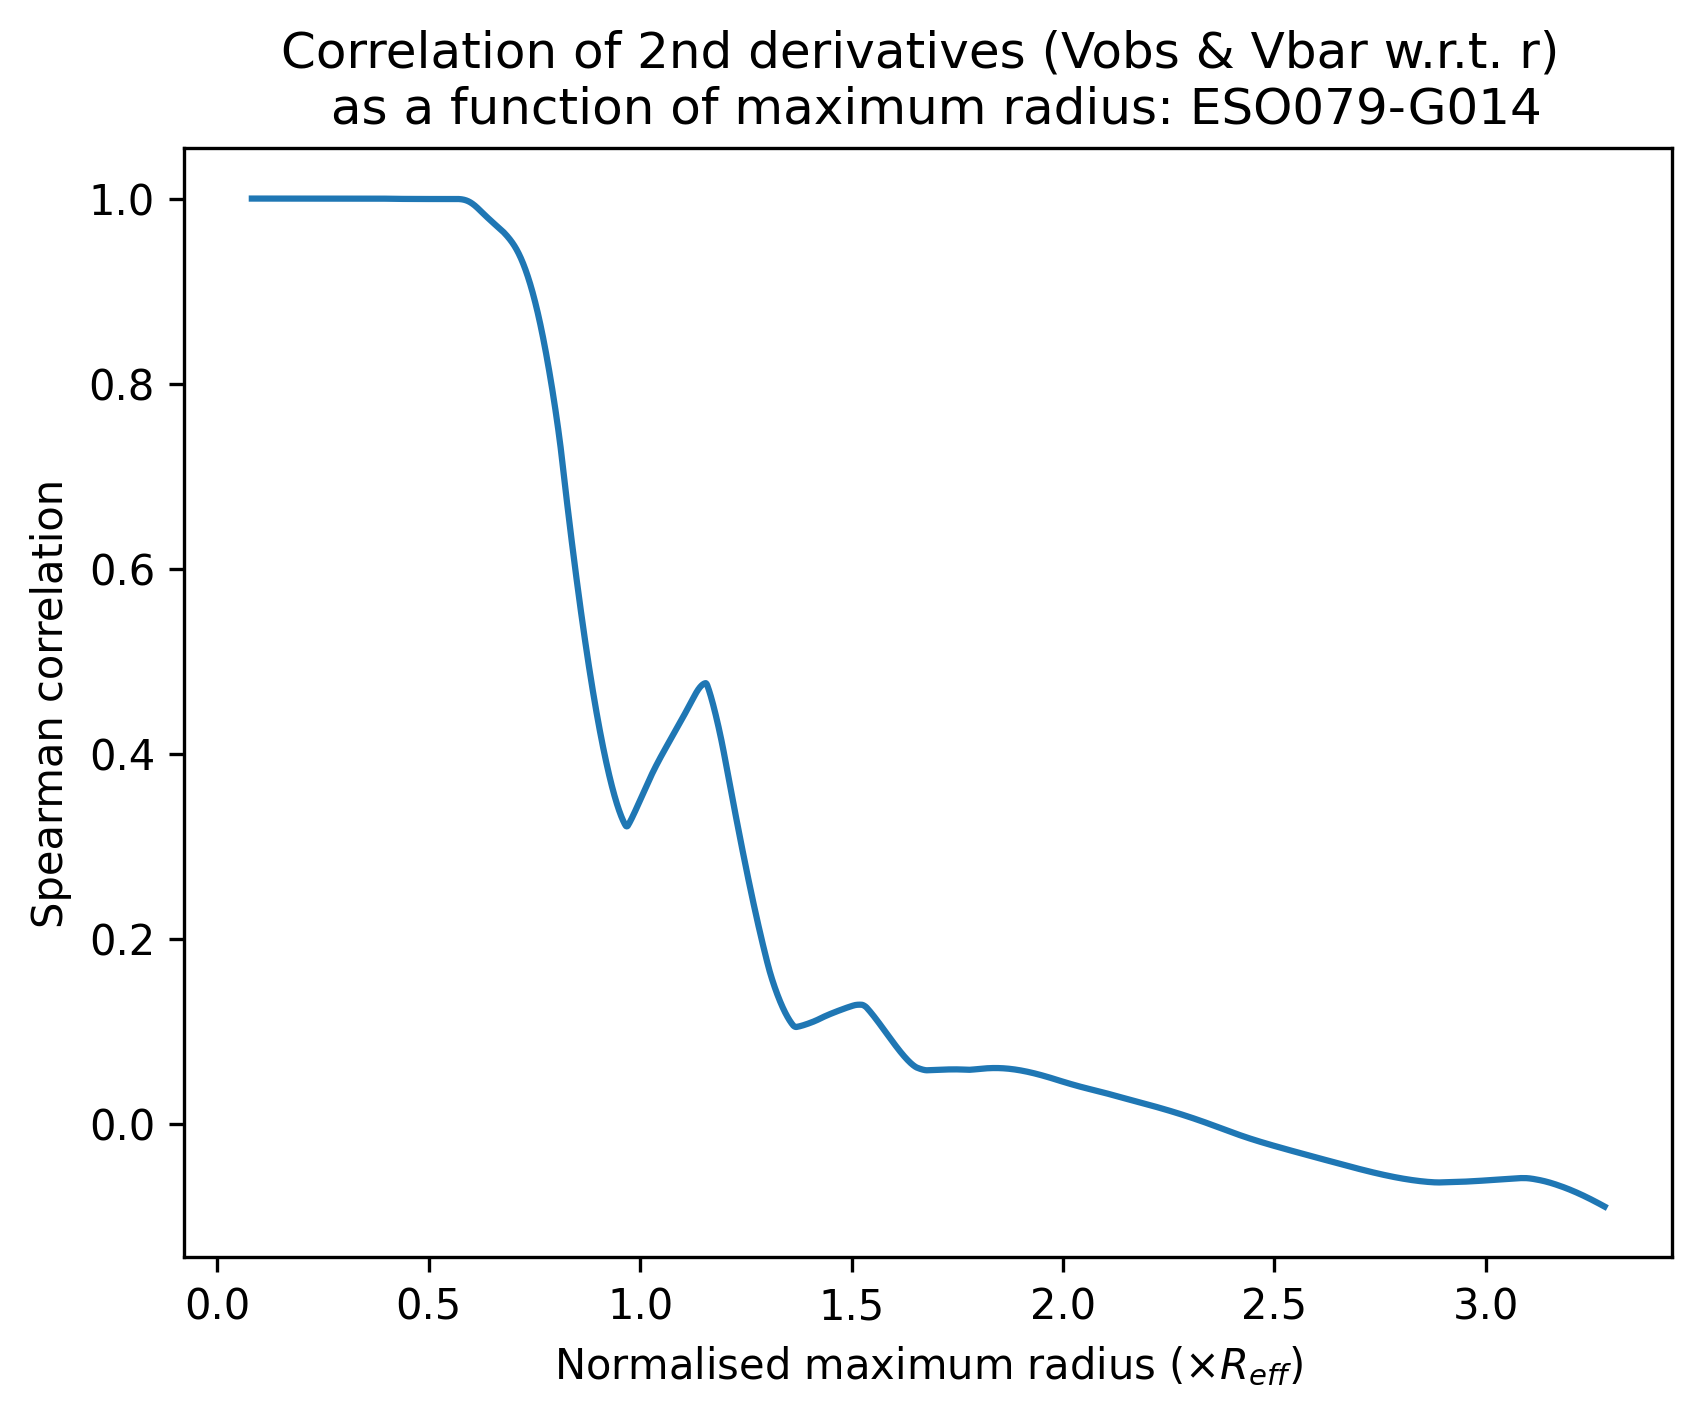 Correlation of 2nd derivatives (Vobs & Vbar w.r.t. r)
as a function of maximum radius: ESO079-G014
1.0
0.8
0.6
0.4
0.2
0.0
Spearman correlation
0.0 0.5 1.0 1.5 2.0 2.5 3.0
Normalised maximum radius (×R_eff)